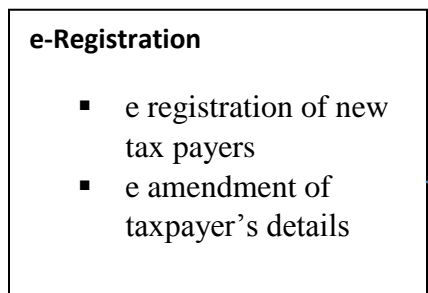 e-Registration
▪ e registration of new
tax payers
▪ e amendment of
taxpayer’s details